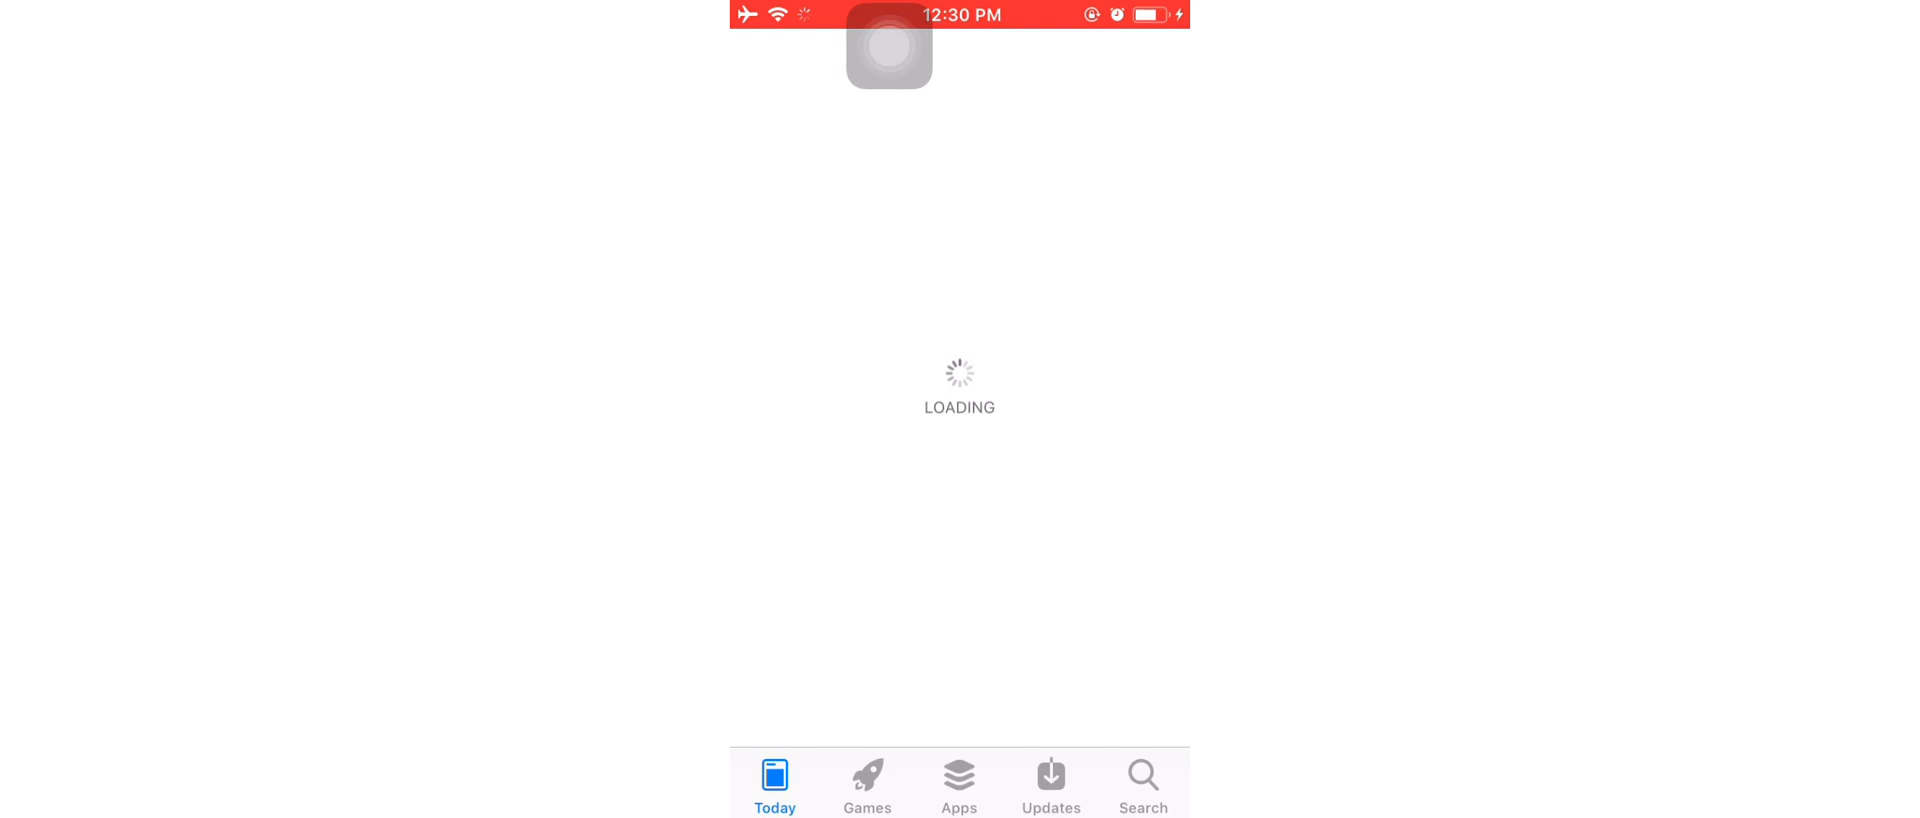 12:30 PM
LOADING
Today
Games
Apps
Updates
Search